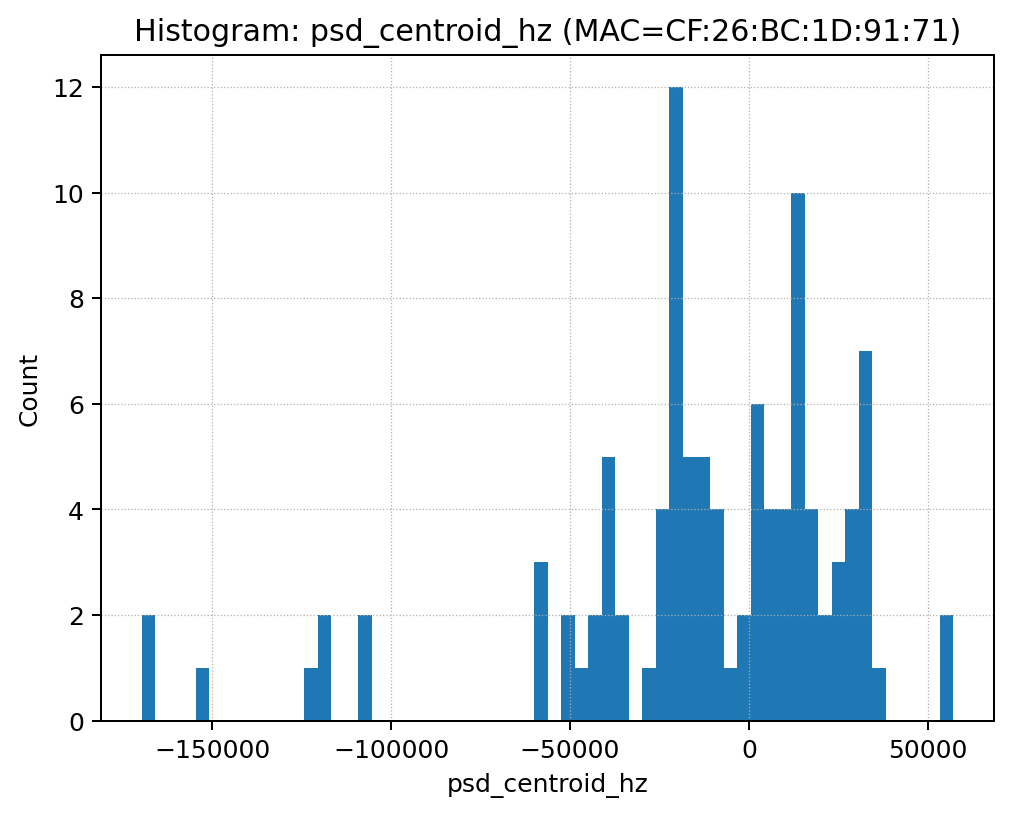 Histogram: psd_centroid_hz (MAC=CF:26:BC:1D:91:71)
12
10
8
6
4
2
0
Count
−150000 −100000 −50000 0 50000
psd_centroid_hz